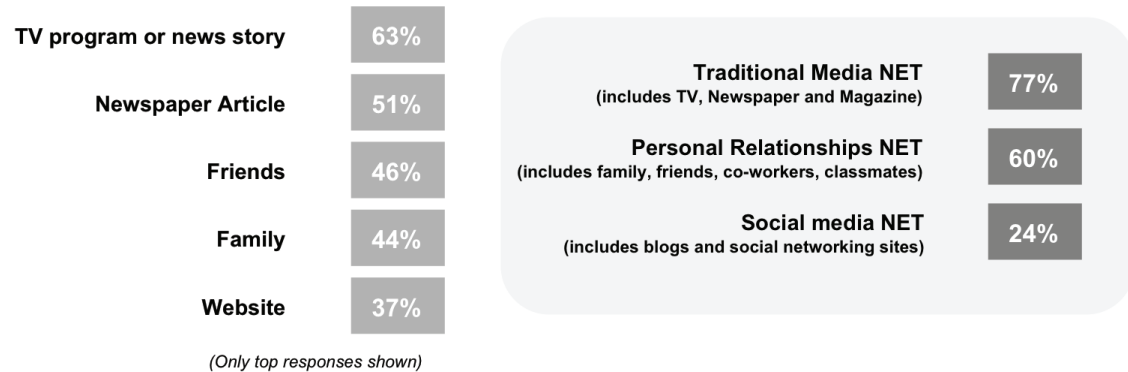 TV program or news story 63%
Newspaper Article 51%
Friends 46%
Family 44%
Website 37%
(Only top responses shown)
Traditional Media NET 77%
(includes TV, Newspaper and Magazine)
Personal Relationships NET 60%
(includes family, friends, co-workers, classmates)
Social media NET 24%
(includes blogs and social networking sites)